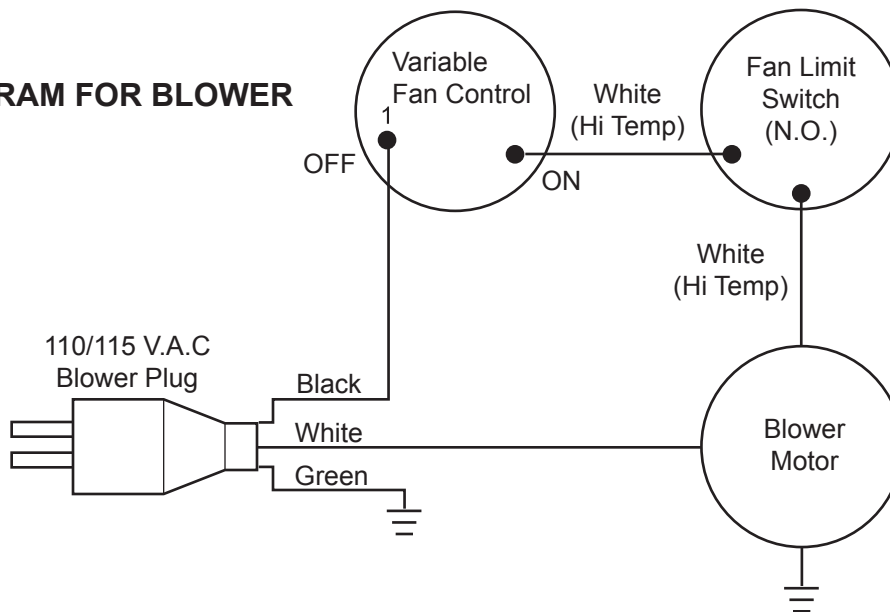 RAM FOR BLOWER
Variable
Fan Control
1
OFF
ON
White
(Hi Temp)
Fan Limit
Switch
(N.O.)
White
(Hi Temp)
110/115 V.A.C
Blower Plug
Black
White
Green
Blower
Motor